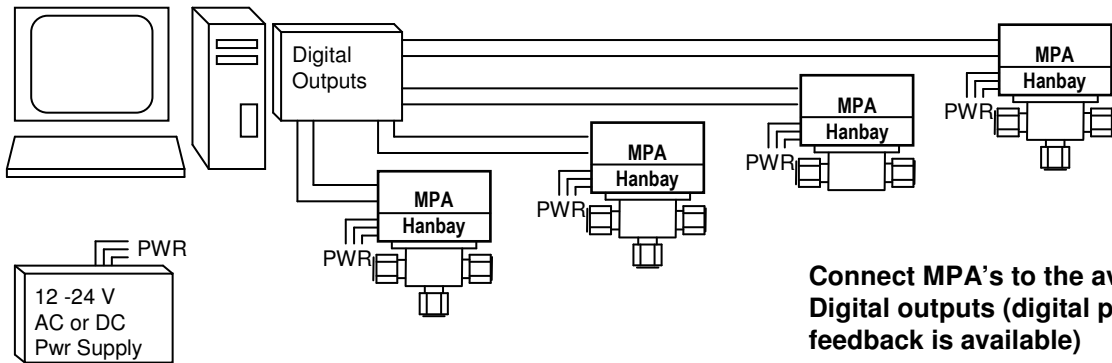 Digital
Outputs
MPA
Hanbay
PWR
MPA
Hanbay
PWR
MPA
Hanbay
PWR
MPA
Hanbay
PWR
PWR
12 -24 V
AC or DC
Pwr Supply
Connect MPA's to the
Digital outputs (digital
feedback is available)